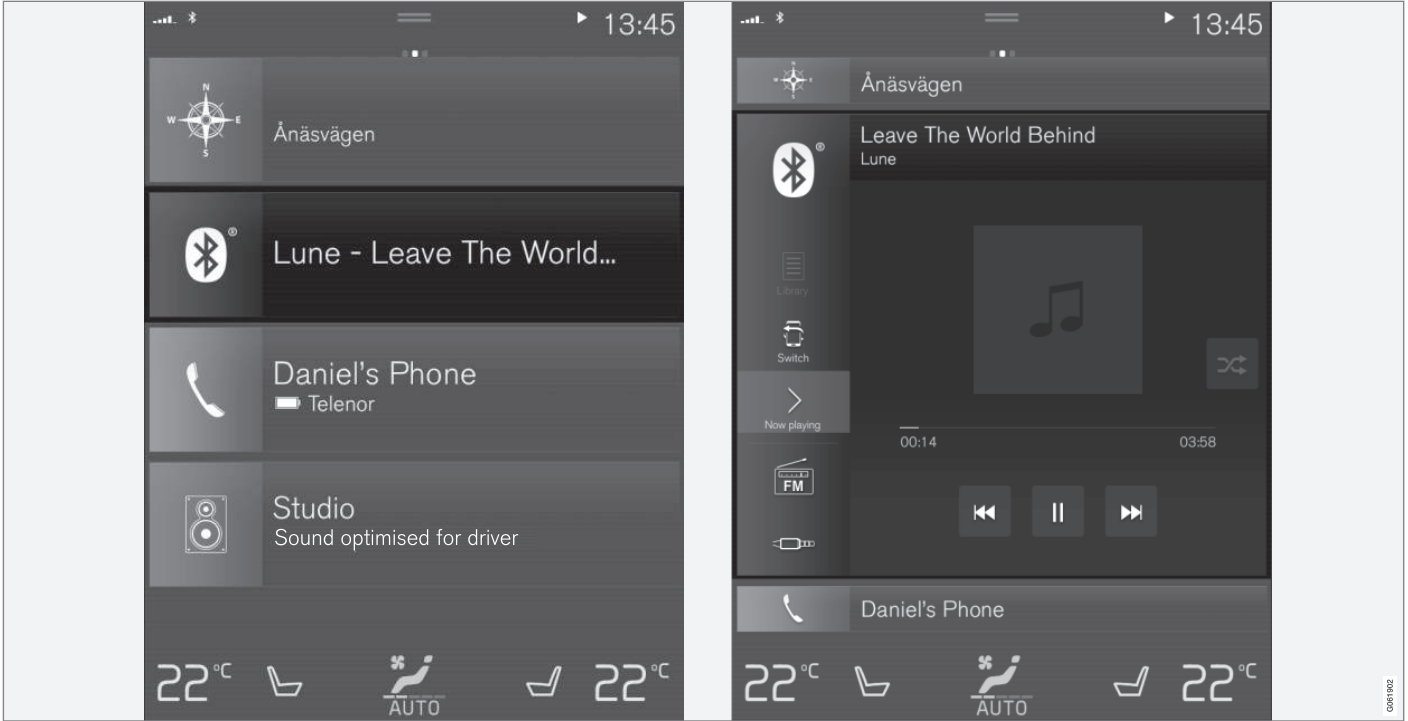 13:45
N
W E
S
Ånäsvägen
®
Lune - Leave The World...
Daniel's Phone
Telenor
Studio
Sound optimised for driver
22°C
AUTO
22°C
13:45
N
W E
S
Ånäsvägen
®
Leave The World Behind
Lune
Library
Switch
Now playing
00:14
03:58
FM
Daniel's Phone
22°C
AUTO
22°C
G061902